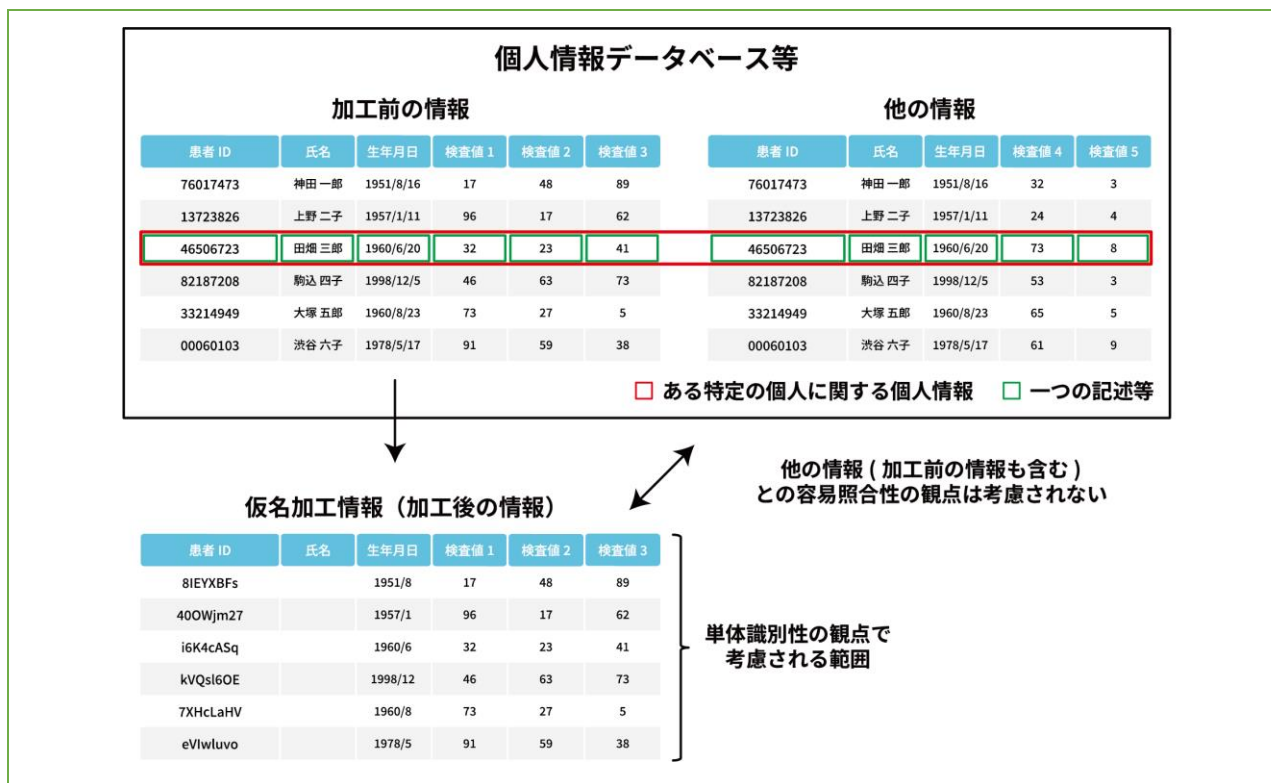 個人情報データベース等
加工前の情報
患者 ID 氏名 生年月日 検査値 1 検査値 2 検査値 3
76017473 神田 一郎 1951/8/16 17 48 89
13723826 上野 二子 1957/1/11 96 17 62
46506723 田畑 三郎 1960/6/20 32 23 41
82187208 駒込 四子 1998/12/5 46 63 73
33214949 大塚 五郎 1960/8/23 73 27 5
00060103 渋谷 六子 1978/5/17 91 59 38
他の情報
患者 ID 氏名 生年月日 検査値 4 検査値 5
76017473 神田 一郎 1951/8/16 32 3
13723826 上野 二子 1957/1/11 24 4
46506723 田畑 三郎 1960/6/20 73 8
82187208 駒込 四子 1998/12/5 53 3
33214949 大塚 五郎 1960/8/23 65 5
00060103 渋谷 六子 1978/5/17 61 9
ある特定の個人に関する個人情報 一つの記述等
他の情報 ( 加工前の情報も含む )
との容易照合性の観点は考慮されない
仮名加工情報（加工後の情報）
患者 ID 氏名 生年月日 検査値 1 検査値 2 検査値 3
8IEYXBFs 1951/8 17 48 89
40OWjm27 1957/1 96 17 62
i6K4cASq 1960/6 32 23 41
kVQsl6OE 1998/12 46 63 73
7XHcLaHV 1960/8 73 27 5
eVIwluvo 1978/5 91 59 38
単体識別性の観点で
考慮される範囲